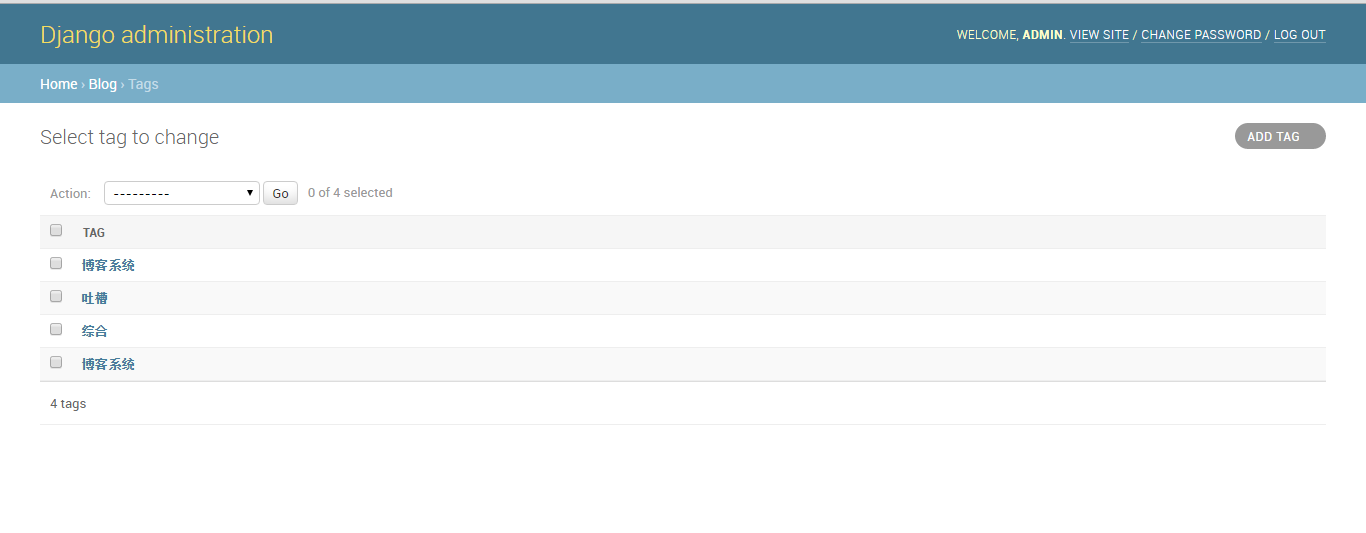 Django administration
WELCOME, ADMIN. VIEW SITE / CHANGE PASSWORD / LOG OUT
Home › Blog › Tags
Select tag to change
ADD TAG
Action: --------- Go 0 of 4 selected
TAG
博客系统
吐槽
综合
博客系统
4 tags